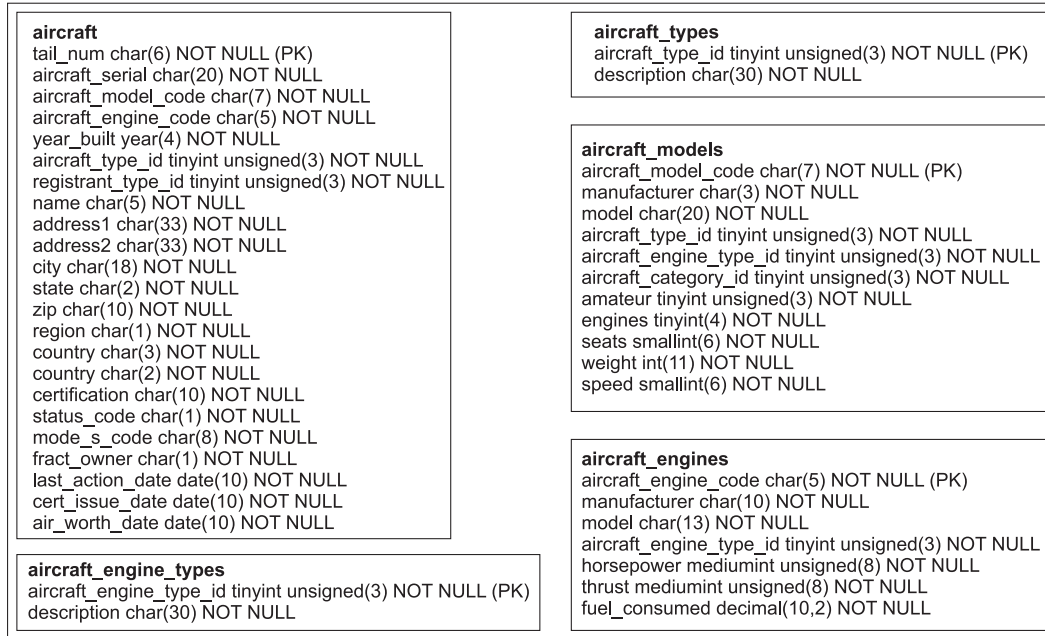 aircraft
tail_num char(6) NOT NULL (PK)
aircraft_serial char(20) NOT NULL
aircraft_model_code char(7) NOT NULL
aircraft_engine_code char(5) NOT NULL
year_built year(4) NOT NULL
aircraft_type_id tinyint unsigned(3) NOT NULL
registrant_type_id tinyint unsigned(3) NOT NULL
name char(5) NOT NULL
address1 char(33) NOT NULL
address2 char(33) NOT NULL
city char(18) NOT NULL
state char(2) NOT NULL
zip char(10) NOT NULL
region char(1) NOT NULL
country char(3) NOT NULL
country char(2) NOT NULL
certification char(10) NOT NULL
status_code char(1) NOT NULL
mode_s_code char(8) NOT NULL
fract_owner char(1) NOT NULL
last_action_date date(10) NOT NULL
cert_issue_date date(10) NOT NULL
air_worth_date date(10) NOT NULL
aircraft_engine_types
aircraft_engine_type_id tinyint unsigned(3) NOT NULL (PK)
description char(30) NOT NULL
aircraft_types
aircraft_type_id tinyint unsigned(3) NOT NULL (PK)
description char(30) NOT NULL
aircraft_models
aircraft_model_code char(7) NOT NULL (PK)
manufacturer char(3) NOT NULL
model char(20) NOT NULL
aircraft_type_id tinyint unsigned(3) NOT NULL
aircraft_engine_type_id tinyint unsigned(3) NOT NULL
aircraft_category_id tinyint unsigned(3) NOT NULL
amateur tinyint unsigned(3) NOT NULL
engines tinyint(4) NOT NULL
seats smallint(6) NOT NULL
weight int(11) NOT NULL
speed smallint(6) NOT NULL
aircraft_engines
aircraft_engine_code char(5) NOT NULL (PK)
manufacturer char(10) NOT NULL
model char(13) NOT NULL
aircraft_engine_type_id tinyint unsigned(3) NOT NULL
horsepower mediumint unsigned(8) NOT NULL
thrust mediumint unsigned(8) NOT NULL
fuel_consumed decimal(10,2) NOT NULL